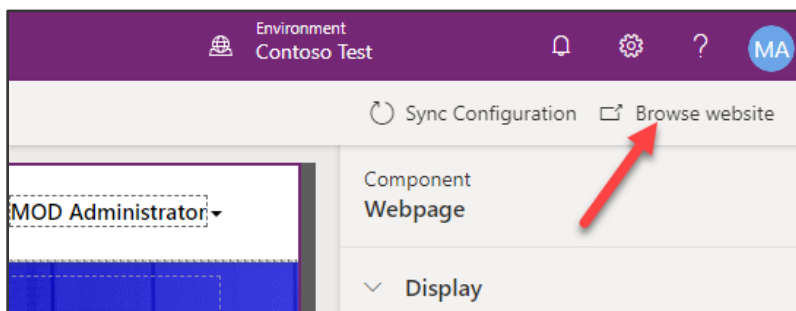 Environment
Contoso Test
?
MA
Sync Configuration
Browse website
MOD Administrator
Component
Webpage
Display